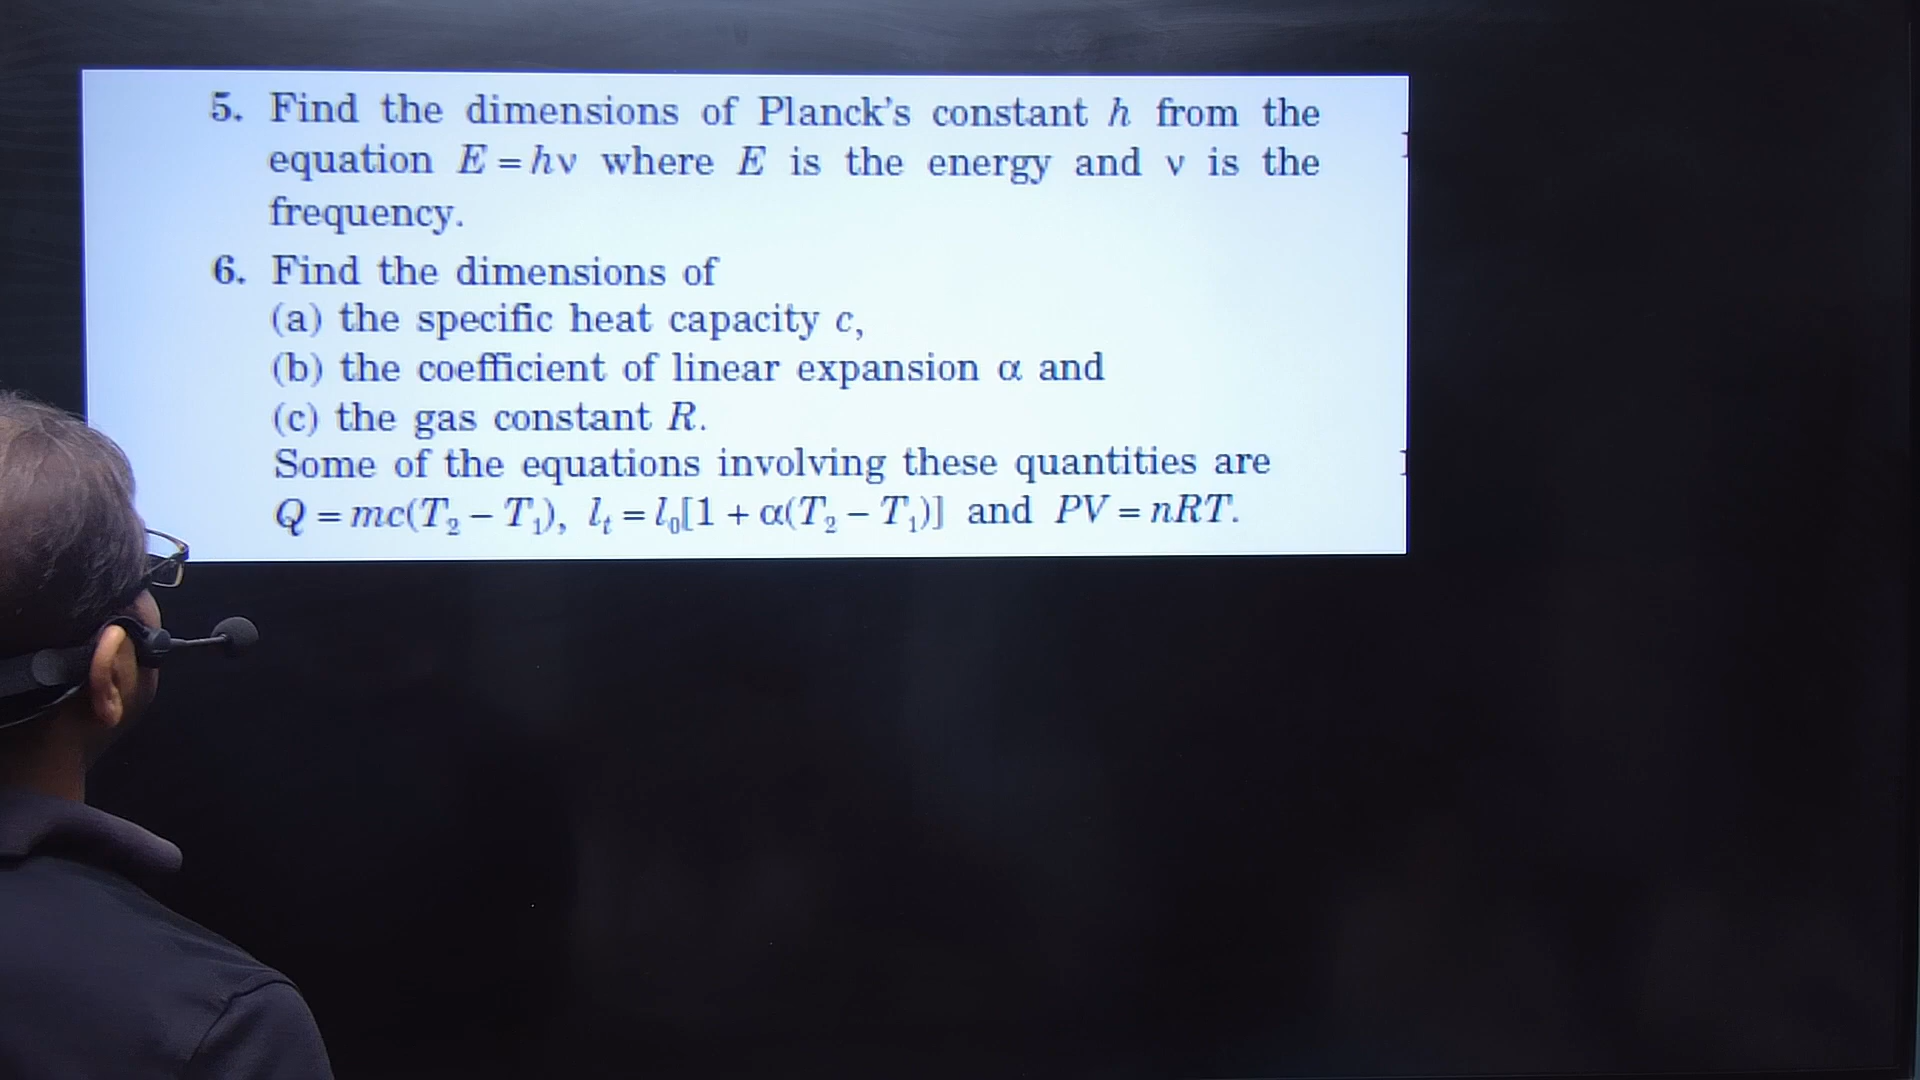 5. Find the dimensions of Planck's constant h from the
equation E = hν where E is the energy and ν is the
frequency.
6. Find the dimensions of
(a) the specific heat capacity c,
(b) the coefficient of linear expansion α and
(c) the gas constant R.
Some of the equations involving these quantities are
Q = mc(T₂ − T₁), lₜ = l₀[1 + α(T₂ − T₁)] and PV = nRT.